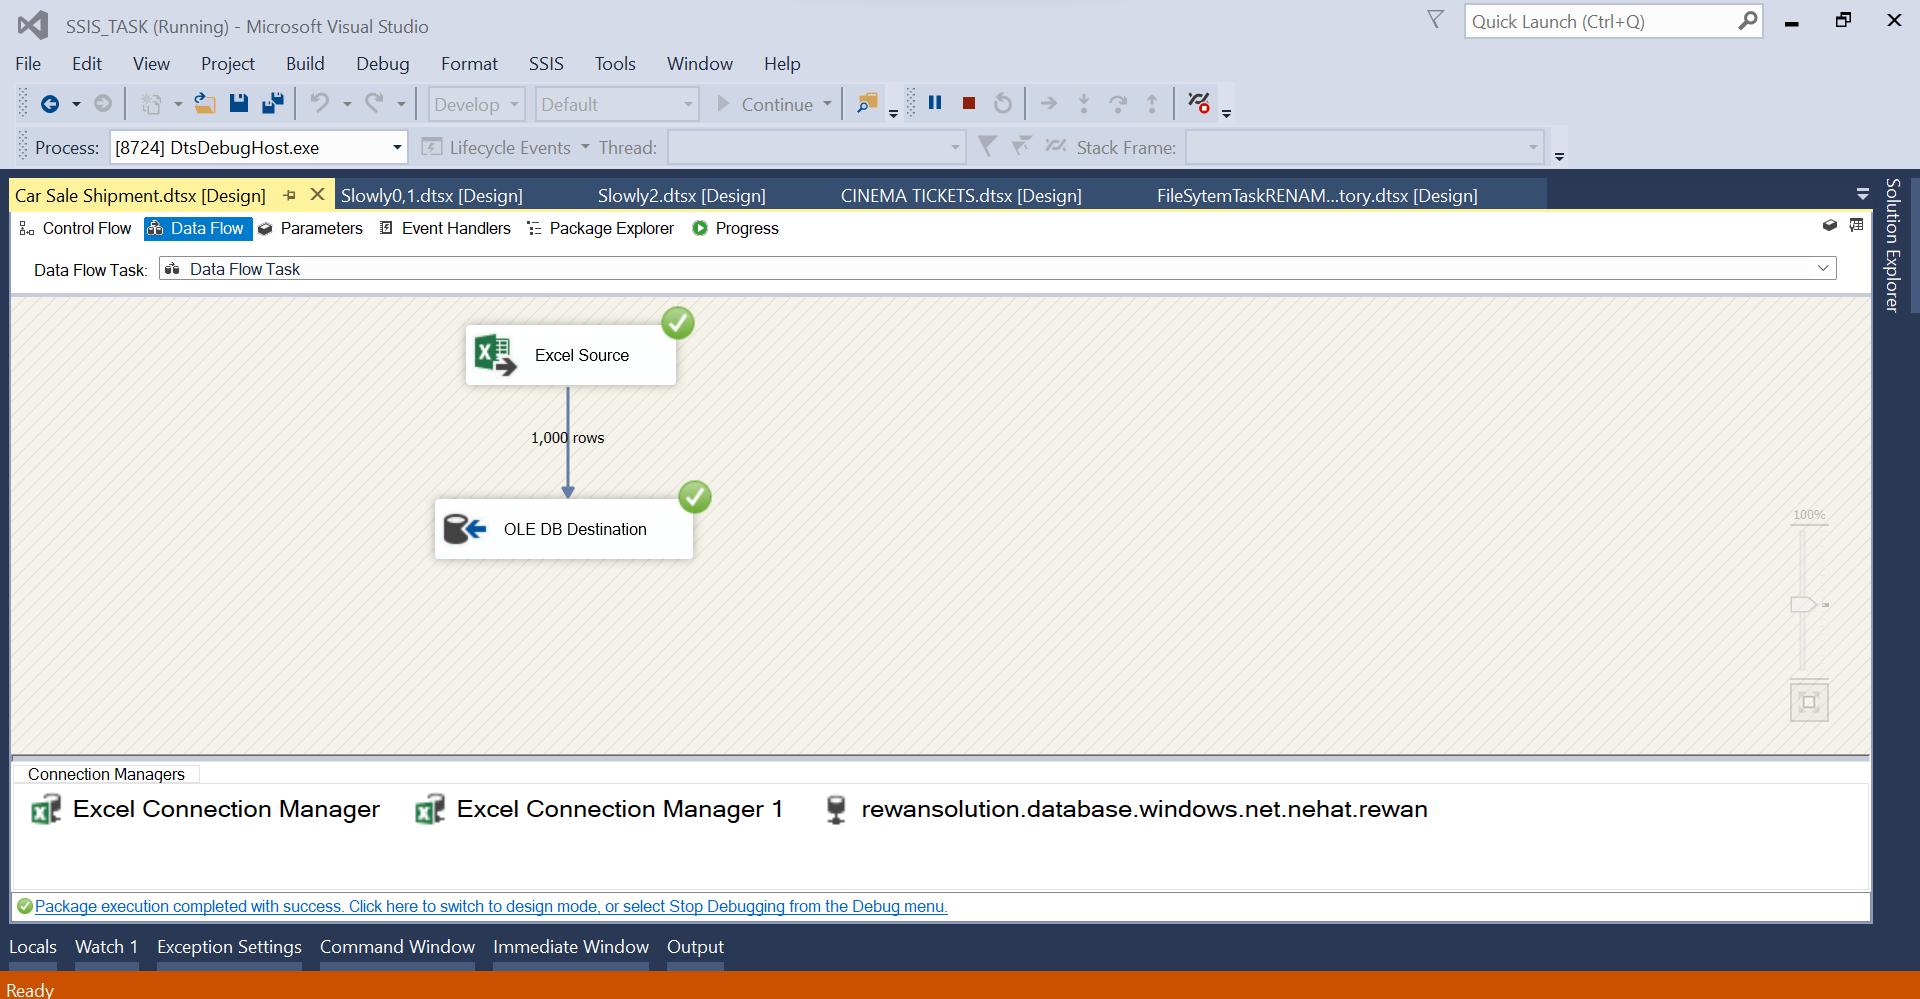 SSIS_TASK (Running) - Microsoft Visual Studio
Quick Launch (Ctrl+Q)
File Edit View Project Build Debug Format SSIS Tools Window Help
Develop Default Continue
Process: [8724] DtsDebugHost.exe Lifecycle Events Thread: Stack Frame:
Car Sale Shipment.dtsx [Design] Slowly0,1.dtsx [Design] Slowly2.dtsx [Design] CINEMA TICKETS.dtsx [Design] FileSytemTaskRENAM...tory.dtsx [Design]
Solution Explorer
Control Flow Data Flow Parameters Event Handlers Package Explorer Progress
Data Flow Task: Data Flow Task
Excel Source
1,000 rows
OLE DB Destination
100%
Connection Managers
Excel Connection Manager Excel Connection Manager 1 rewansolution.database.windows.net.nehat.rewan
Package execution completed with success. Click here to switch to design mode, or select Stop Debugging from the Debug menu.
Locals Watch 1 Exception Settings Command Window Immediate Window Output
Ready